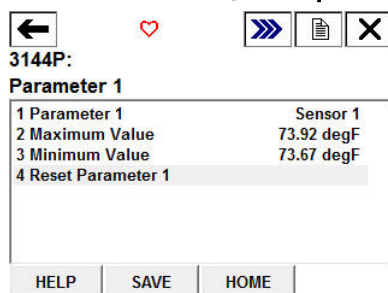 3144P:
Parameter 1
1 Parameter 1 Sensor 1
2 Maximum Value 73.92 degF
3 Minimum Value 73.67 degF
4 Reset Parameter 1
HELP SAVE HOME